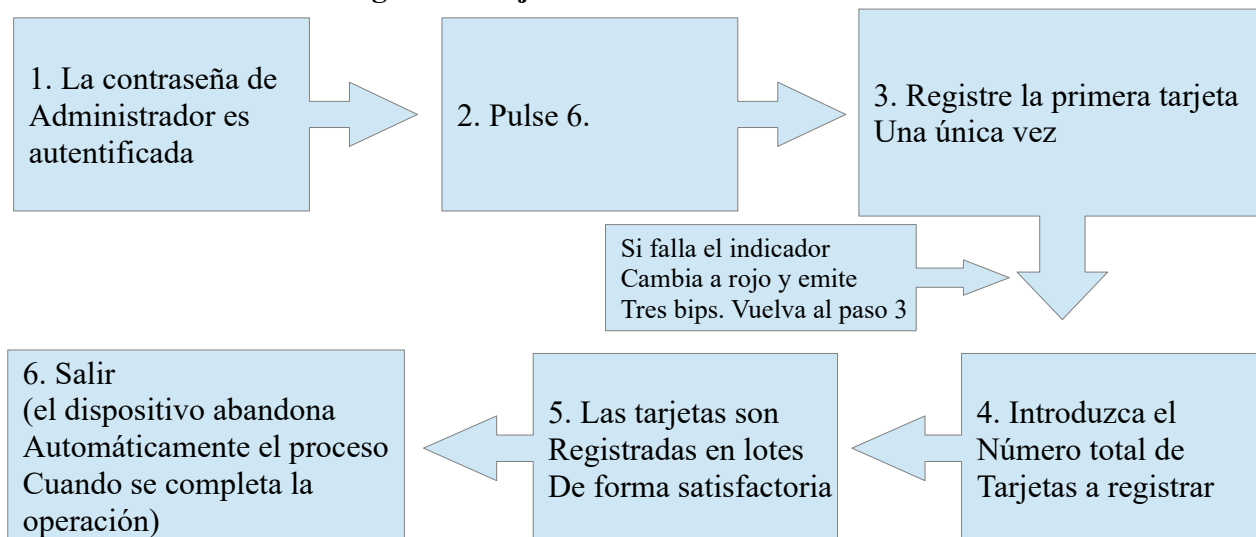 1. La contraseña de
Administrador es
autentificada
2. Pulse 6.
3. Registre la primera tarjeta
Una única vez
Si falla el indicador
Cambia a rojo y emite
Tres bips. Vuelva al paso 3
4. Introduzca el
Número total de
Tarjetas a registrar
5. Las tarjetas son
Registradas en lotes
De forma satisfactoria
6. Salir
(el dispositivo abandona
Automáticamente el proceso
Cuando se completa la
operación)